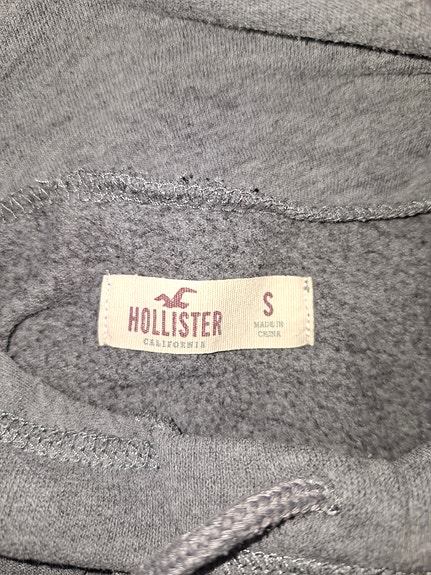 HOLLISTER
CALIFORNIA
S
MADE IN
CHINA